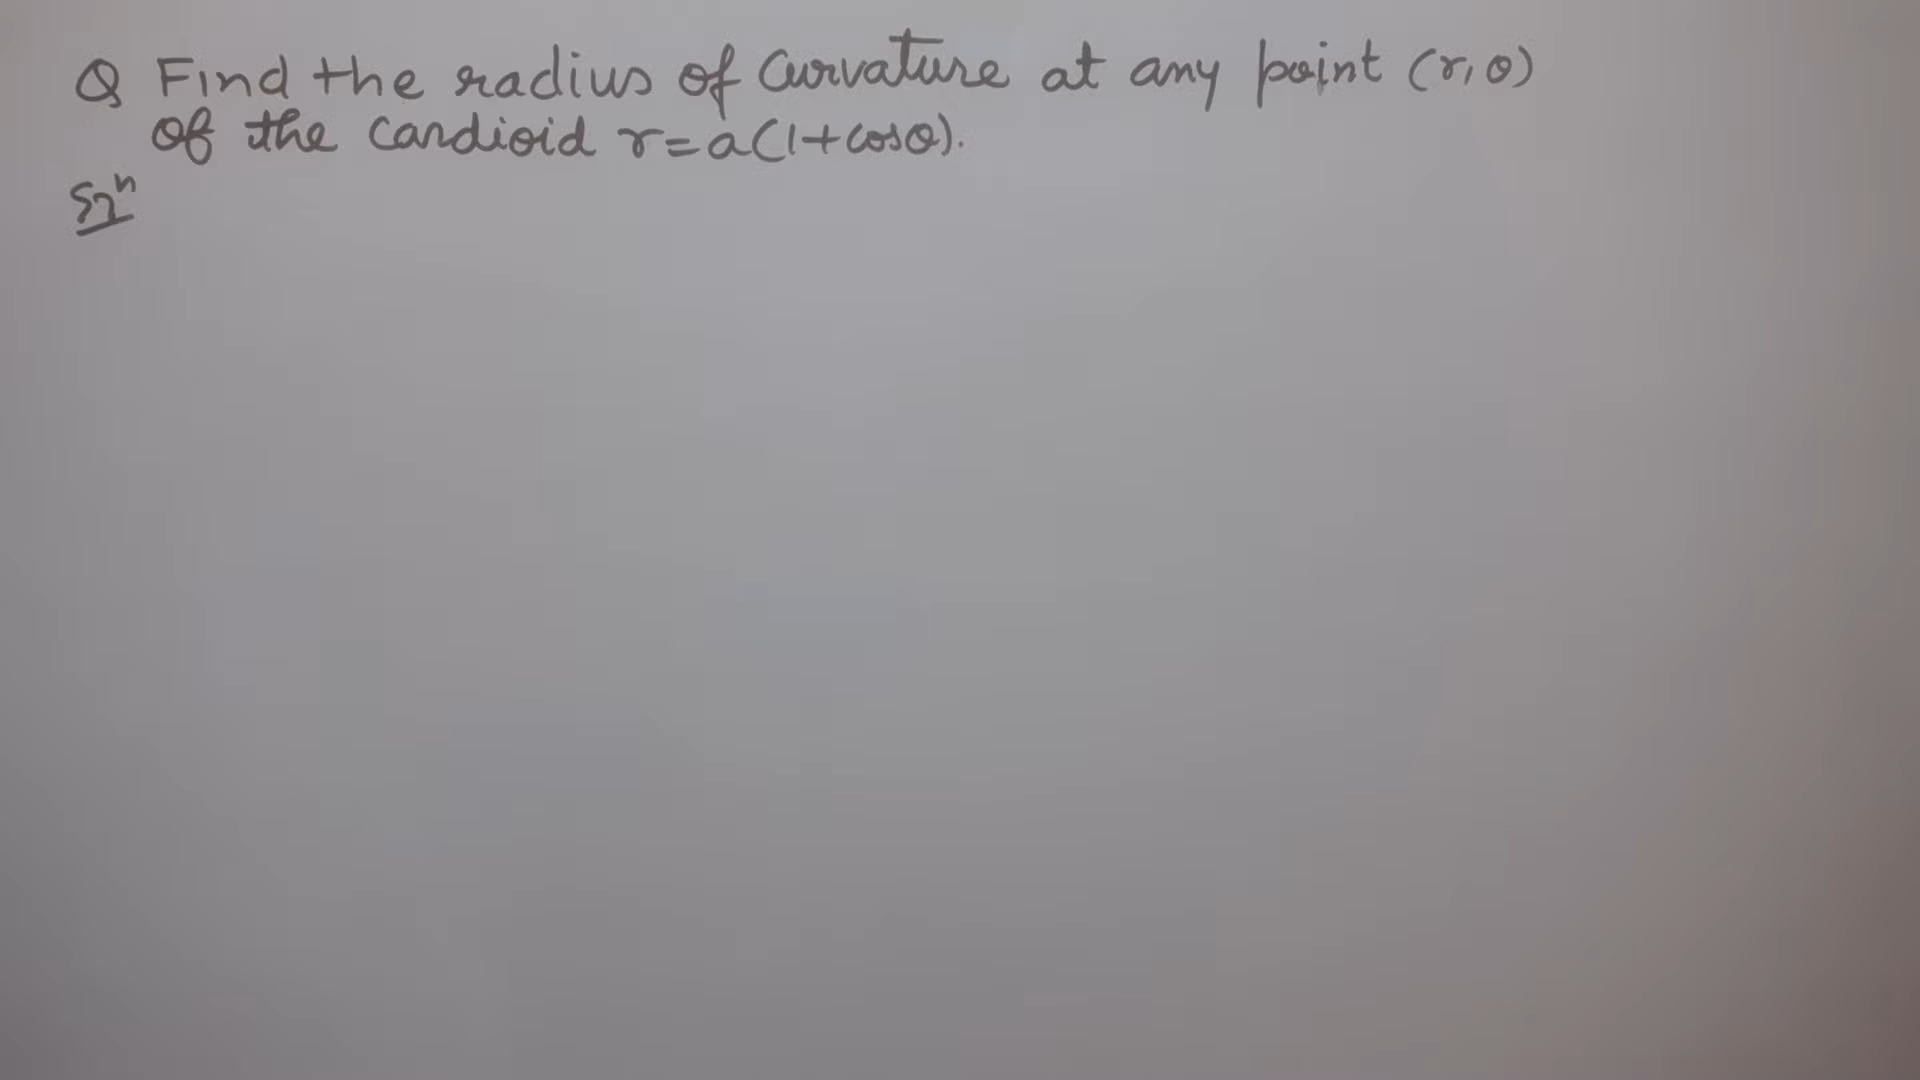 Q Find the radius of Curvature at any point (r, θ)
of the cardioid r=a(1+cosθ).
Solⁿ